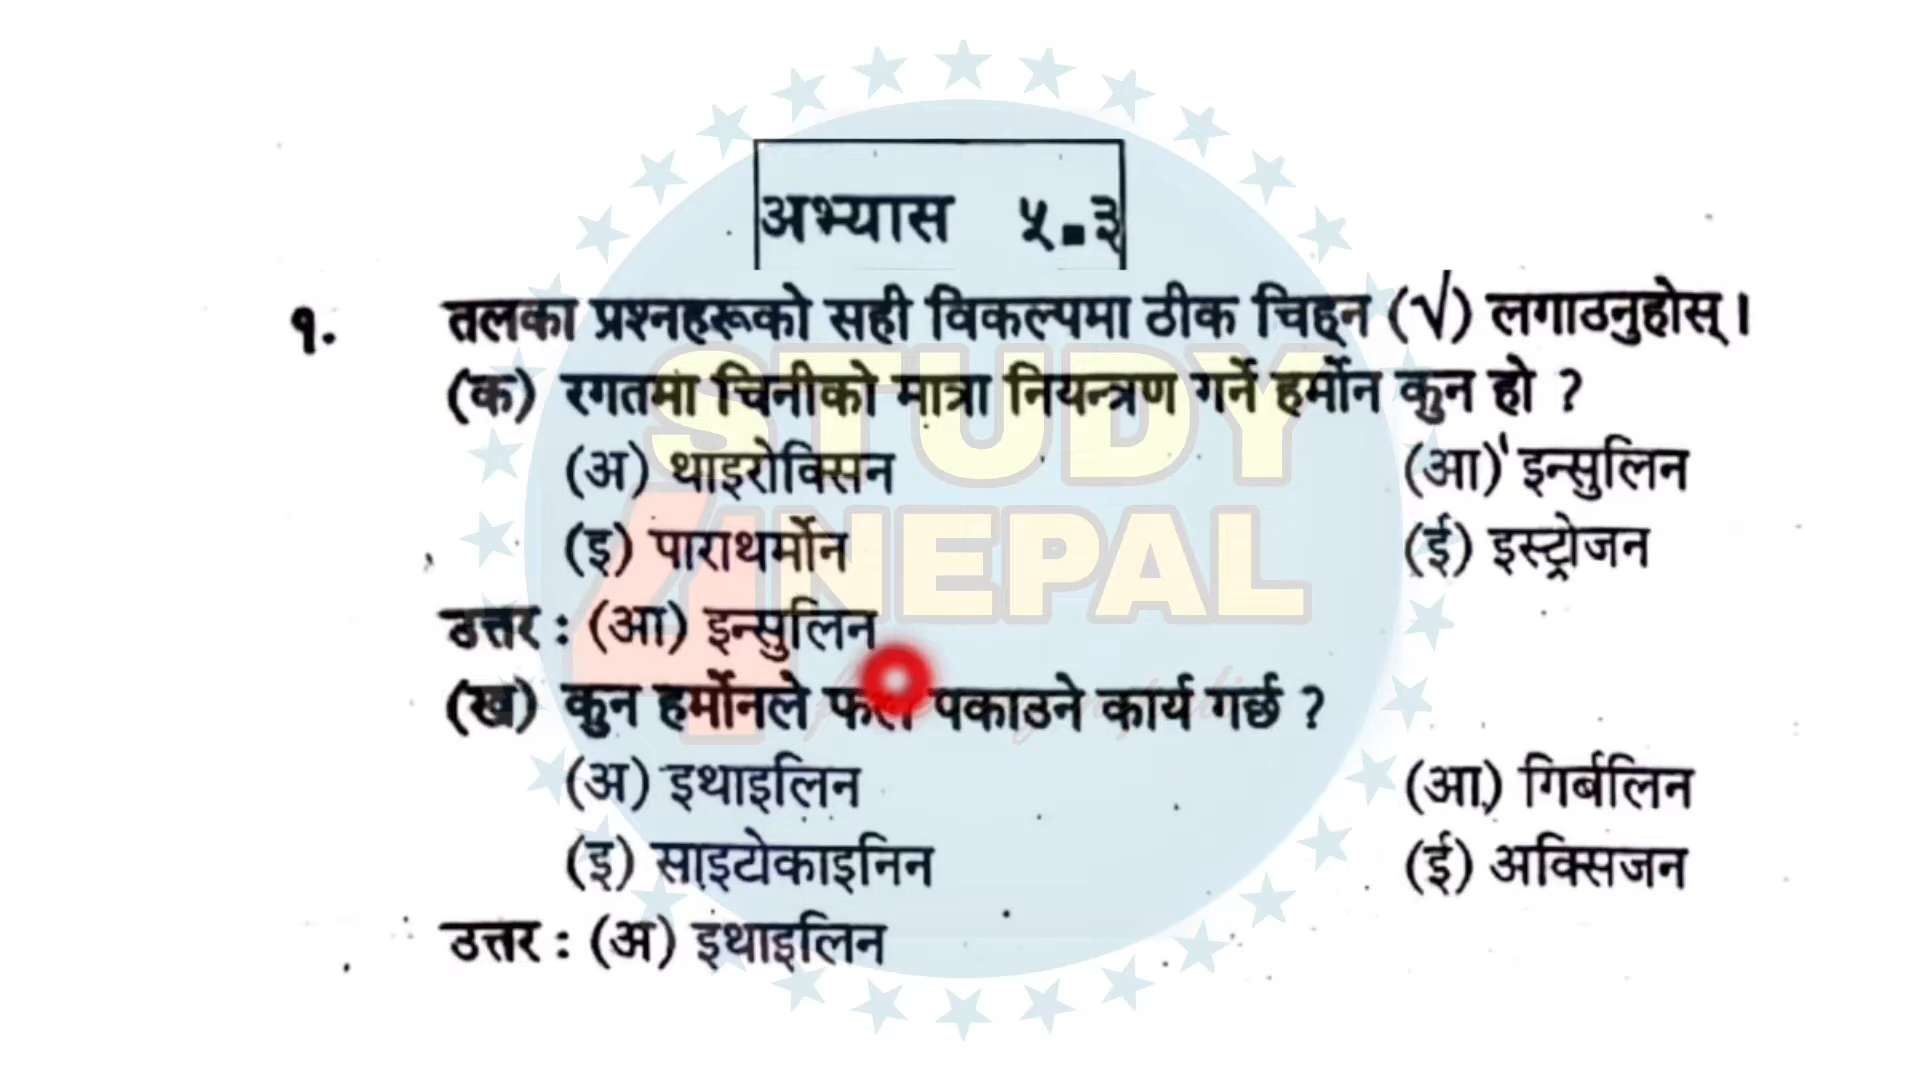 अभ्यास ५.३
१. तलका प्रश्नहरूको सही विकल्पमा ठीक चिह्न (√) लगाउनुहोस् ।
(क) रगतमा चिनीको मात्रा नियन्त्रण गर्ने हर्मोन कुन हो ?
(अ) थाइरोक्सिन (आ) इन्सुलिन
(इ) पाराथर्मोन (ई) इस्ट्रोजन
उत्तर : (आ) इन्सुलिन
(ख) कुन हर्मोनले फल पकाउने कार्य गर्छ ?
(अ) इथाइलिन (आ) गिर्बलिन
(इ) साइटोकाइनिन (ई) अक्सिजन
उत्तर : (अ) इथाइलिन
STUDY
4 NEPAL